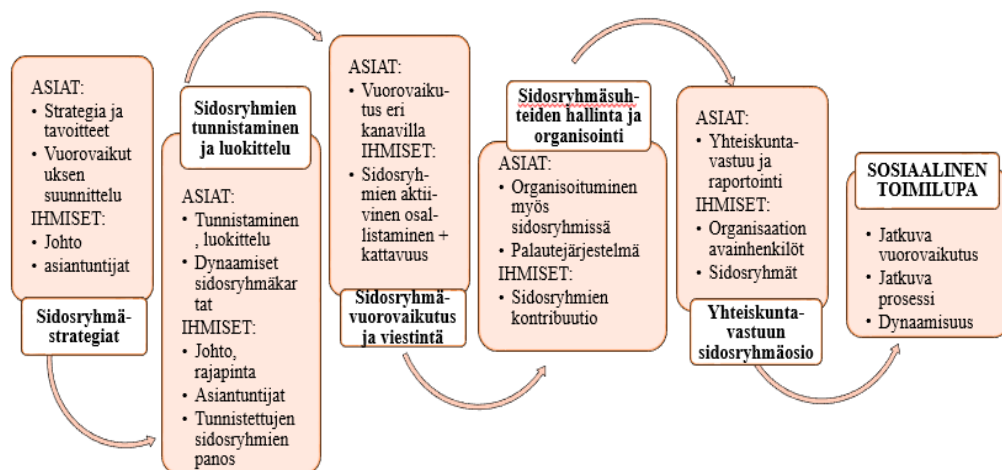 ASIAT:
• Strategia ja
tavoitteet
• Vuorovaikut
uksen
suunnittelu
IHMISET:
• Johto
• asiantuntijat
Sidosryhmä-
strategiat
Sidosryhmien
tunnistaminen
ja luokittelu
ASIAT:
• Tunnistaminen
, luokittelu
• Dynaamiset
sidosryhmäkar
tat
IHMISET:
• Johto,
rajapinta
• Asiantuntijat
• Tunnistettujen
sidosryhmien
panos
ASIAT:
• Vuorovaiku-
tus eri
kanavilla
IHMISET:
• Sidosryh-
mien aktii-
vinen osal-
listaminen +
kattavuus
Sidosryhmä-
vuorovaikutus
ja viestintä
Sidosryhmäsuh-
teiden hallinta ja
organisointi
ASIAT:
• Organisoituminen
myös
sidosryhmissä
• Palautejärjestelmä
IHMISET:
• Sidosryhmien
kontribuutio
ASIAT:
• Yhteiskunta-
vastuu ja
raportointi
IHMISET:
• Organisaation
avainhenkilöt
• Sidosryhmät
Yhteiskunta-
vastuun
sidosryhmäosio
SOSIAALINEN
TOIMILUPA
• Jatkuva
vuorovaikutus
• Jatkuva
prosessi
• Dynaamisuus